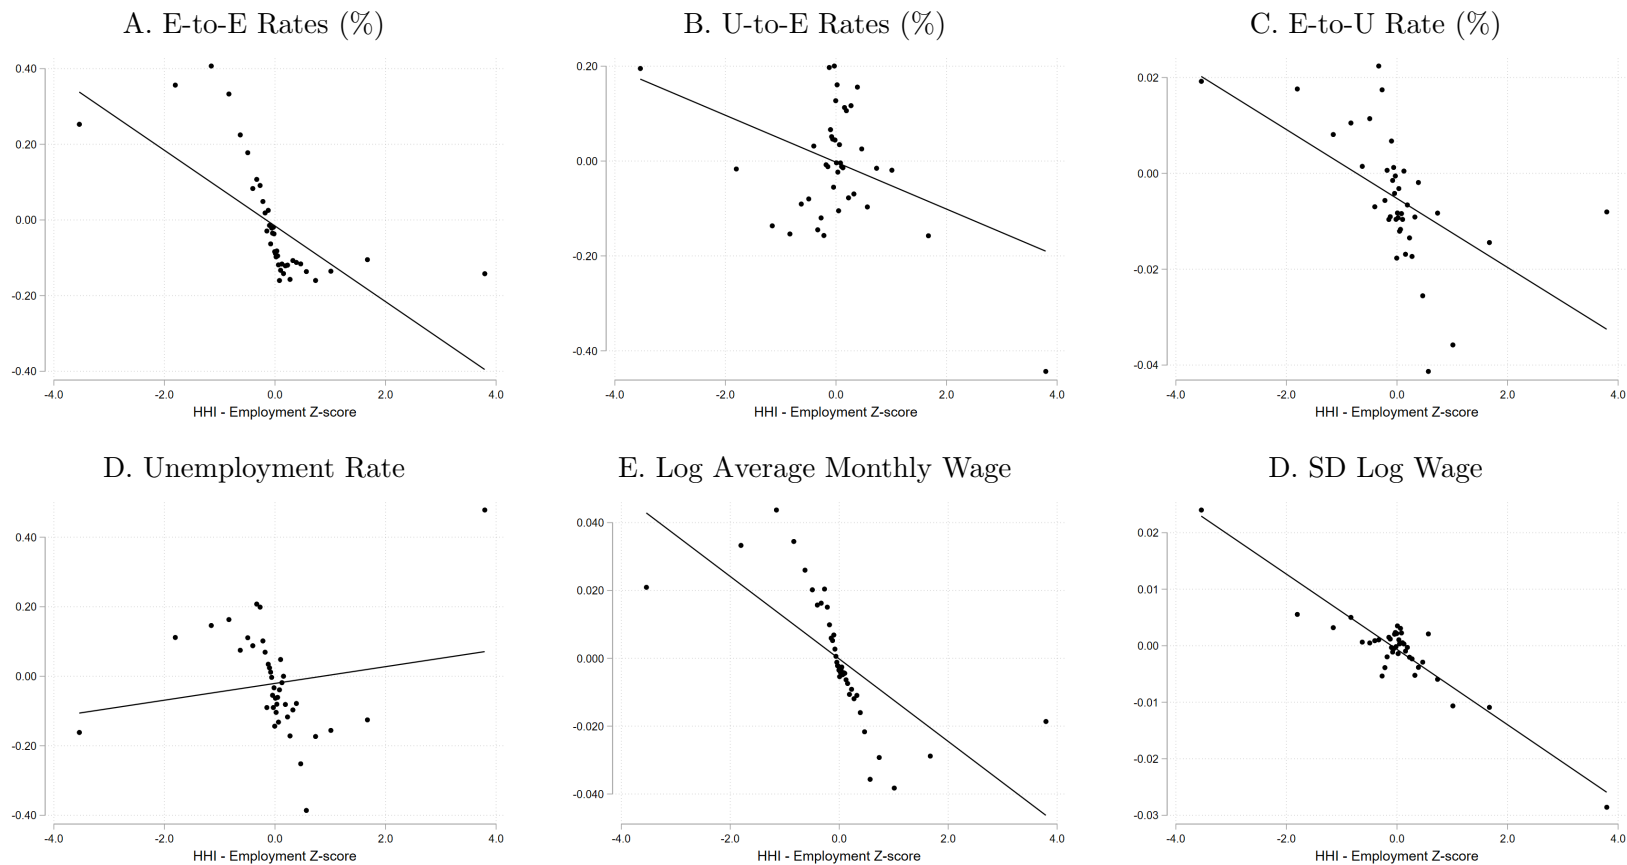 A. E-to-E Rates (%)
0.40
0.20
0.00
-0.20
-0.40
-4.0 -2.0 0.0 2.0 4.0
HHI - Employment Z-score
B. U-to-E Rates (%)
0.20
0.00
-0.20
-0.40
-4.0 -2.0 0.0 2.0 4.0
HHI - Employment Z-score
C. E-to-U Rate (%)
0.02
0.00
-0.02
-0.04
-4.0 -2.0 0.0 2.0 4.0
HHI - Employment Z-score
D. Unemployment Rate
0.40
0.20
0.00
-0.20
-0.40
-4.0 -2.0 0.0 2.0 4.0
HHI - Employment Z-score
E. Log Average Monthly Wage
0.040
0.020
0.000
-0.020
-0.040
-4.0 -2.0 0.0 2.0 4.0
HHI - Employment Z-score
D. SD Log Wage
0.02
0.01
0.00
-0.01
-0.02
-0.03
-4.0 -2.0 0.0 2.0 4.0
HHI - Employment Z-score